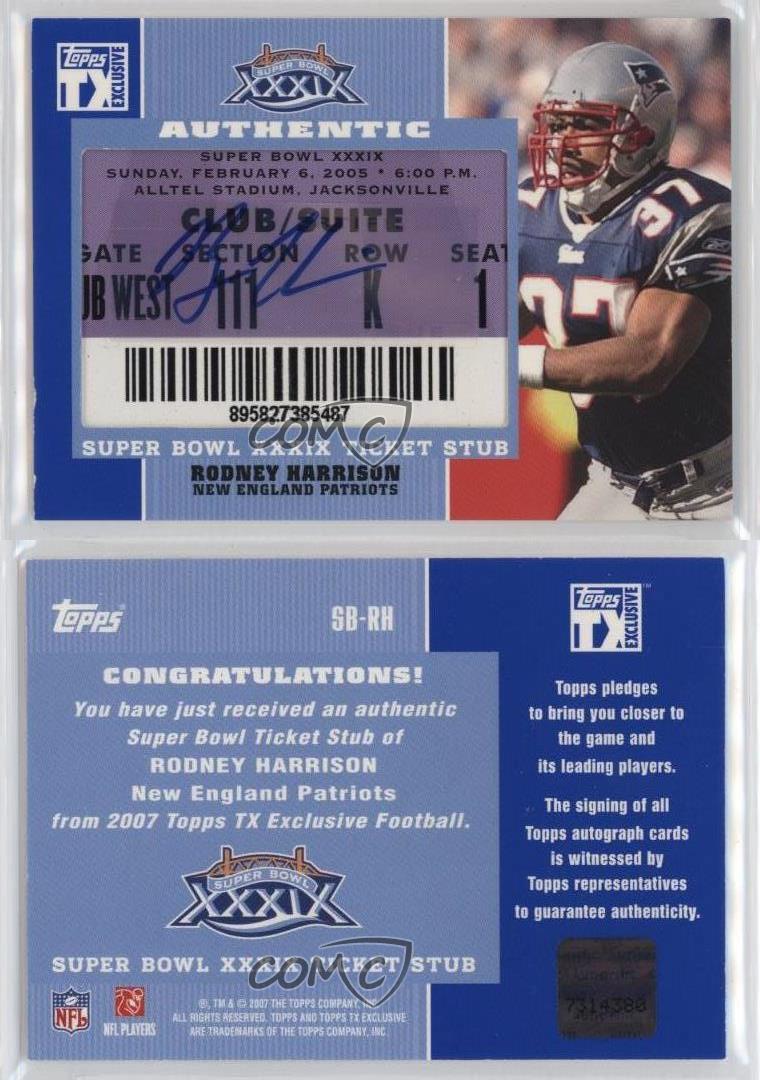 Topps
TX
EXCLUSIVE
SUPER BOWL
XXXIX
AUTHENTIC
SUPER BOWL XXXIX
SUNDAY, FEBRUARY 6, 2005 * 6:00 P.M.
ALLTEL STADIUM, JACKSONVILLE
CLUB/SUITE
GATE SECTION ROW SEAT
UB WEST 111 K 1
895827385487
SUPER BOWL XXXIX TICKET STUB
RODNEY HARRISON
NEW ENGLAND PATRIOTS
37
37
COMC
Topps
SB-RH
CONGRATULATIONS!
You have just received an authentic
Super Bowl Ticket Stub of
RODNEY HARRISON
New England Patriots
from 2007 Topps TX Exclusive Football.
SUPER BOWL
XXXIX
SUPER BOWL XXXIX TICKET STUB
COMC
NFL
NFL PLAYERS
®, TM & © 2007 THE TOPPS COMPANY, INC.
ALL RIGHTS RESERVED. TOPPS AND TOPPS TX EXCLUSIVE
ARE TRADEMARKS OF THE TOPPS COMPANY, INC
Topps
TX
EXCLUSIVE™
Topps pledges
to bring you closer to
the game and
its leading players.
The signing of all
Topps autograph cards
is witnessed by
Topps representatives
to guarantee authenticity.
7314380